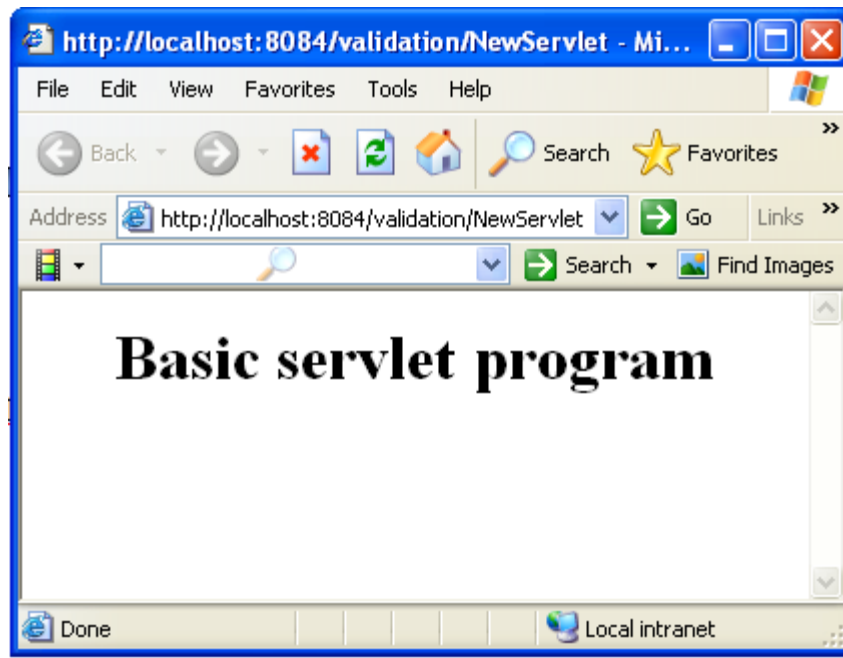 http://localhost:8084/validation/NewServlet - Mi...
File Edit View Favorites Tools Help
Back Search Favorites »
Address http://localhost:8084/validation/NewServlet Go Links »
Search Find Images
Basic servlet program
Done Local intranet